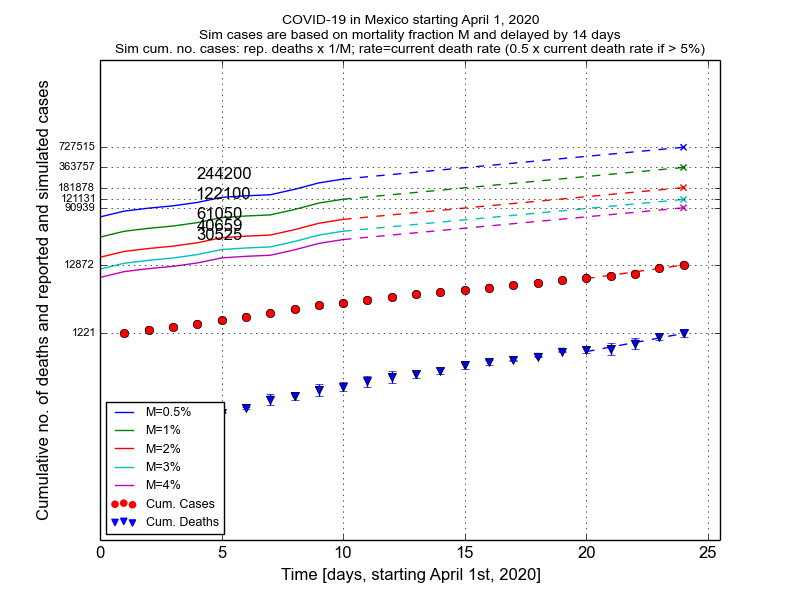 COVID-19 in Mexico starting April 1, 2020
Sim cases are based on mortality fraction M and delayed by 14 days
Sim cum. no. cases: rep. deaths x 1/M; rate=current death rate (0.5 x current death rate if > 5%)
Cumulative no. of deaths and reported and simulated cases
727515
363757
181878
121131
90939
12872
1221
244200
122100
61050
40659
30525
M=0.5%
M=1%
M=2%
M=3%
M=4%
Cum. Cases
Cum. Deaths
0 5 10 15 20 25
Time [days, starting April 1st, 2020]